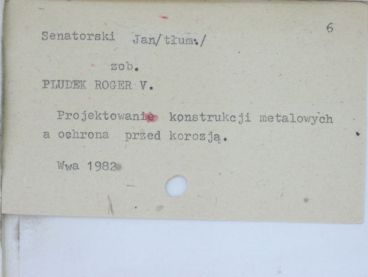 6
Senatorski Jan/tłum./
zob.
PLUDEK ROGER V.
Projektowanie konstrukcji metalowych
a ochrona przed korozją.
Wwa 1982